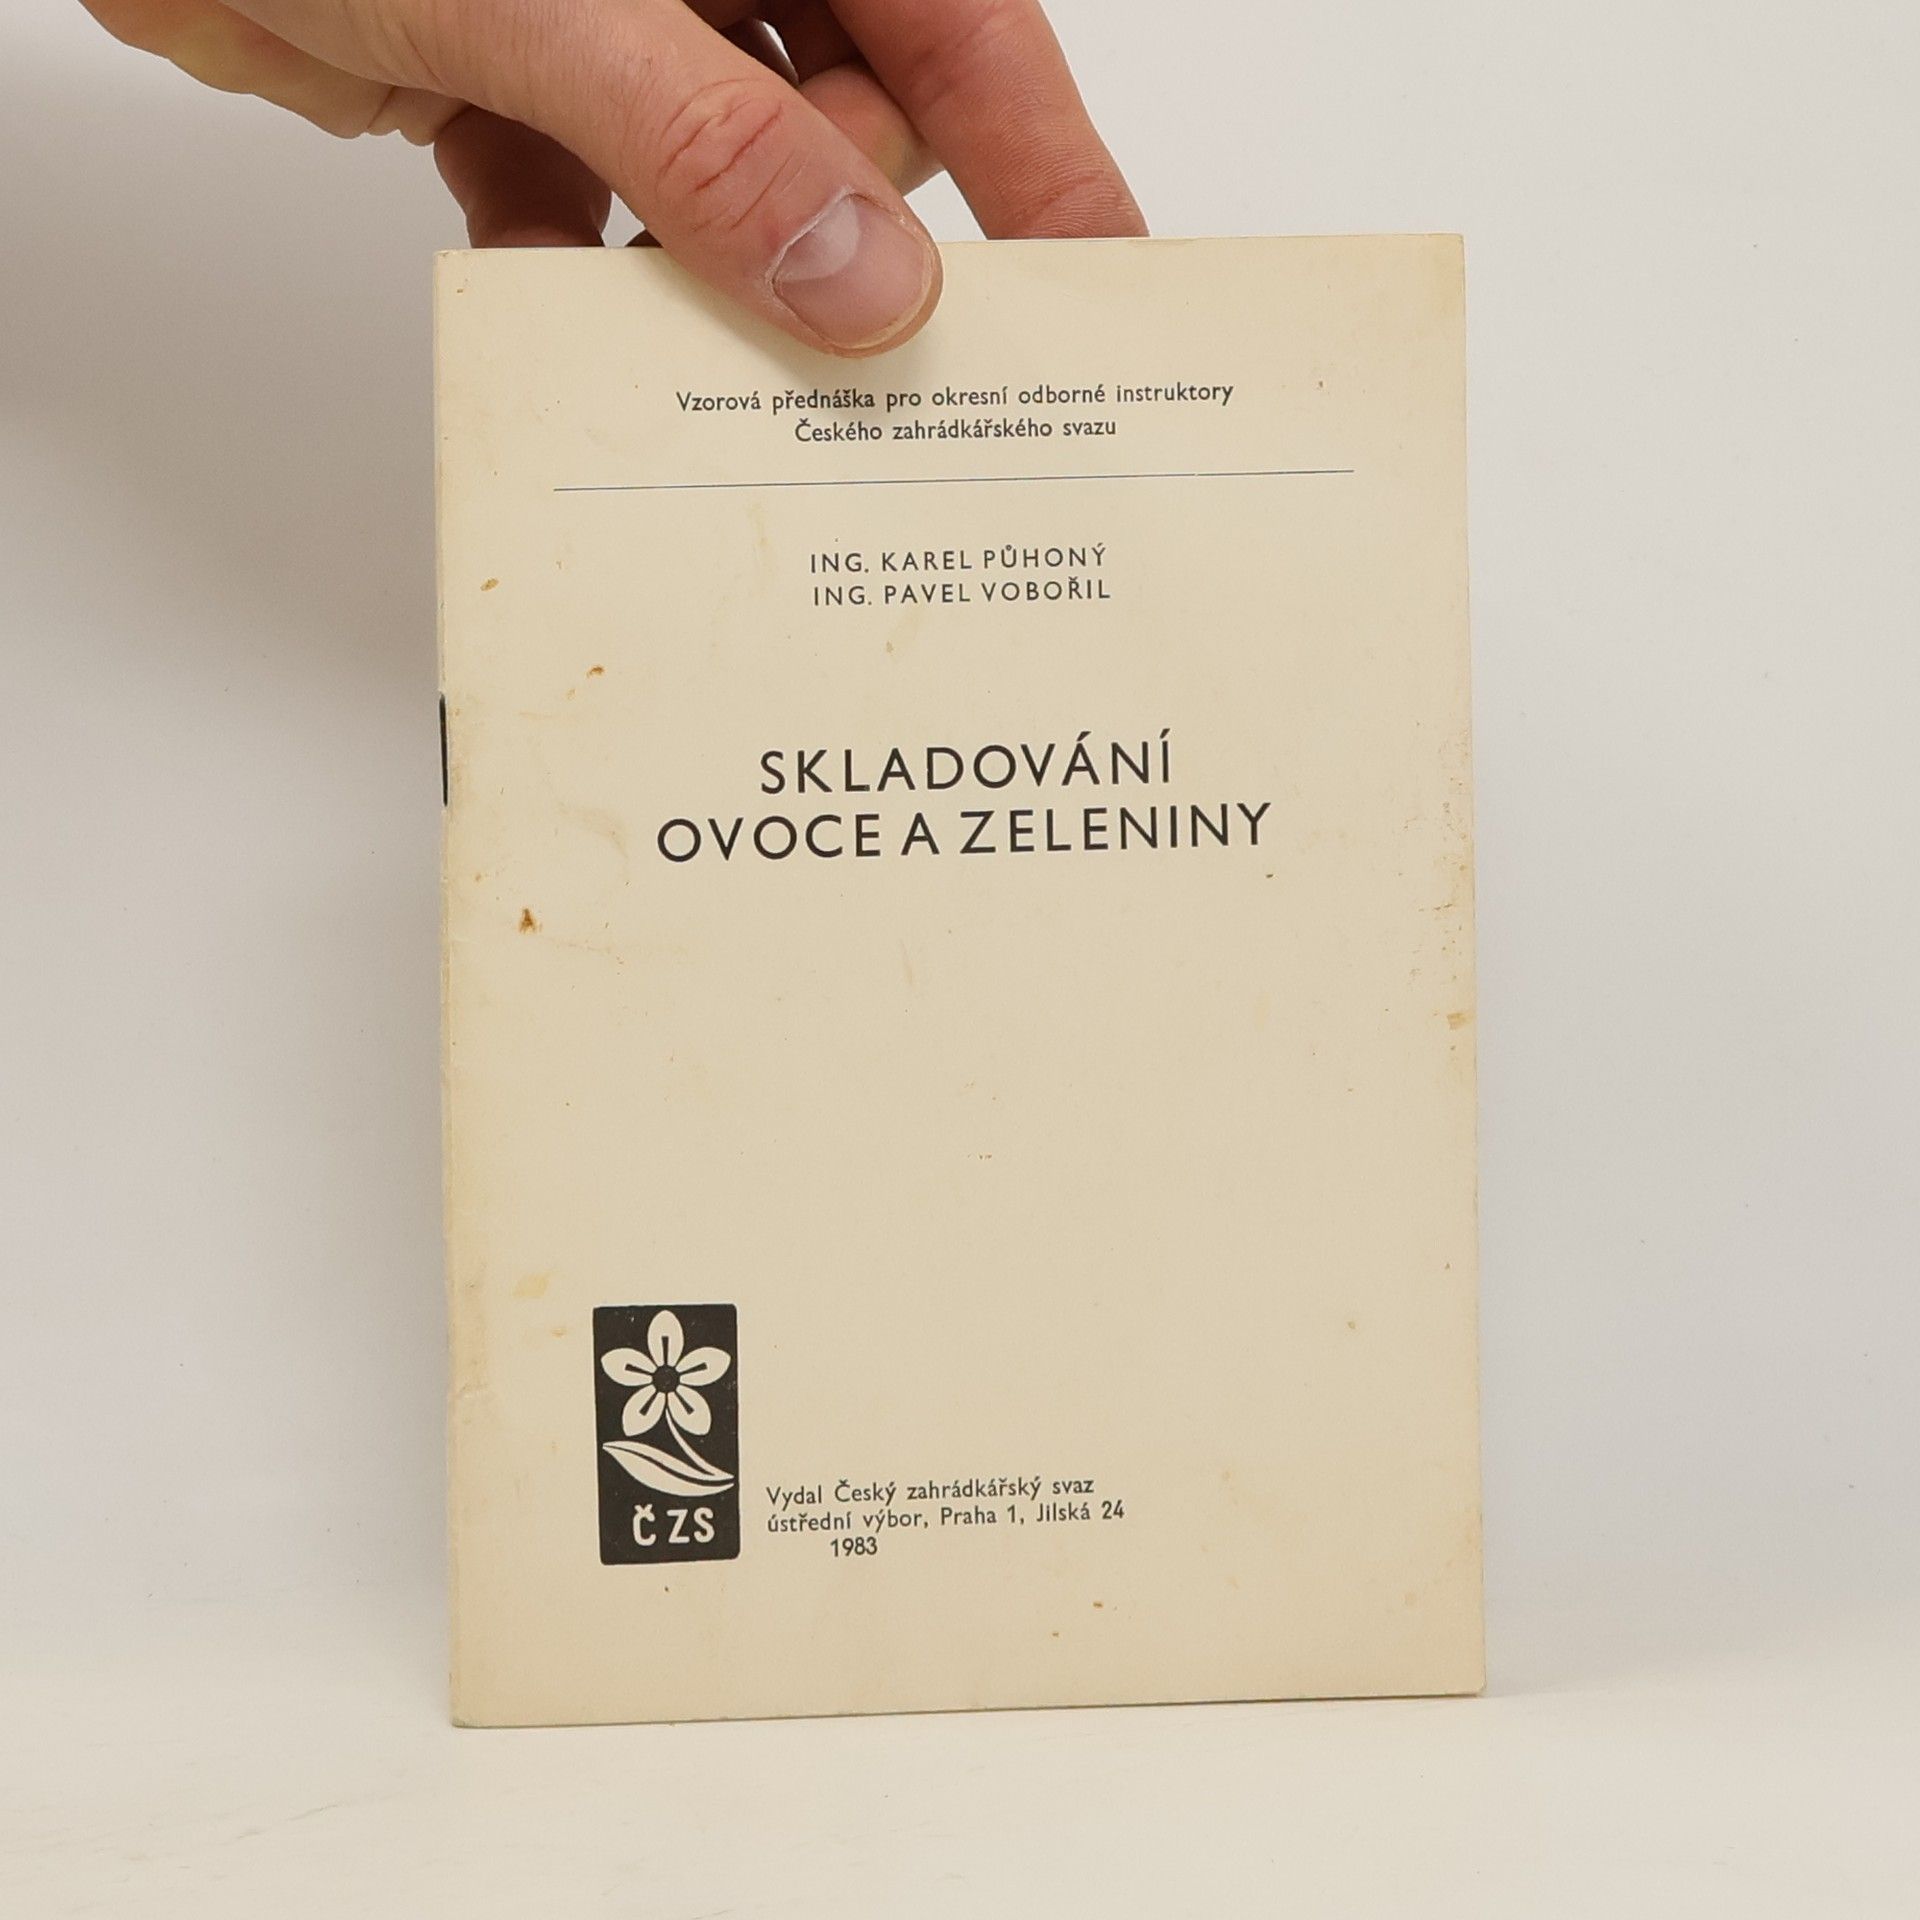 Vzorová přednáška pro okresní odborné instruktory
Českého zahrádkářského svazu
ING. KAREL PŮHONÝ
ING. PAVEL VOBOŘIL
SKLADOVÁNÍ
OVOCE A ZELENINY
ČZS
Vydal Český zahrádkářský svaz
ústřední výbor, Praha 1, Jilská 24
1983